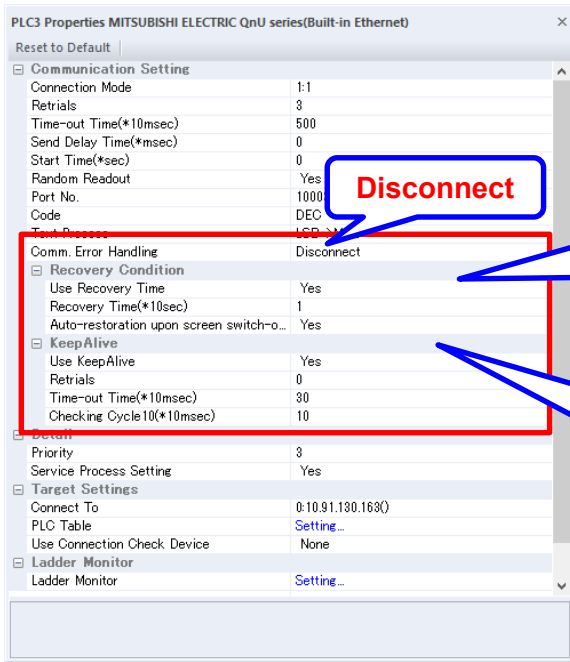 PLC3 Properties MITSUBISHI ELECTRIC QnU series(Built-in Ethernet)
Reset to Default
Communication Setting
Connection Mode 1:1
Retrials 3
Time-out Time(*10msec) 500
Send Delay Time(*msec) 0
Start Time(*sec) 0
Random Readout Yes
Port No.
Code DEC
Disconnect
Text Process
Comm. Error Handling Disconnect
Recovery Condition
Use Recovery Time Yes
Recovery Time(*10sec) 1
Auto-restoration upon screen switch-o... Yes
KeepAlive
Use KeepAlive Yes
Retrials 0
Time-out Time(*10msec) 30
Checking Cycle10(*10msec) 10
Detail
Priority 3
Service Process Setting Yes
Target Settings
Connect To 0:10.91.130.163()
PLC Table Setting...
Use Connection Check Device None
Ladder Monitor
Ladder Monitor Setting...